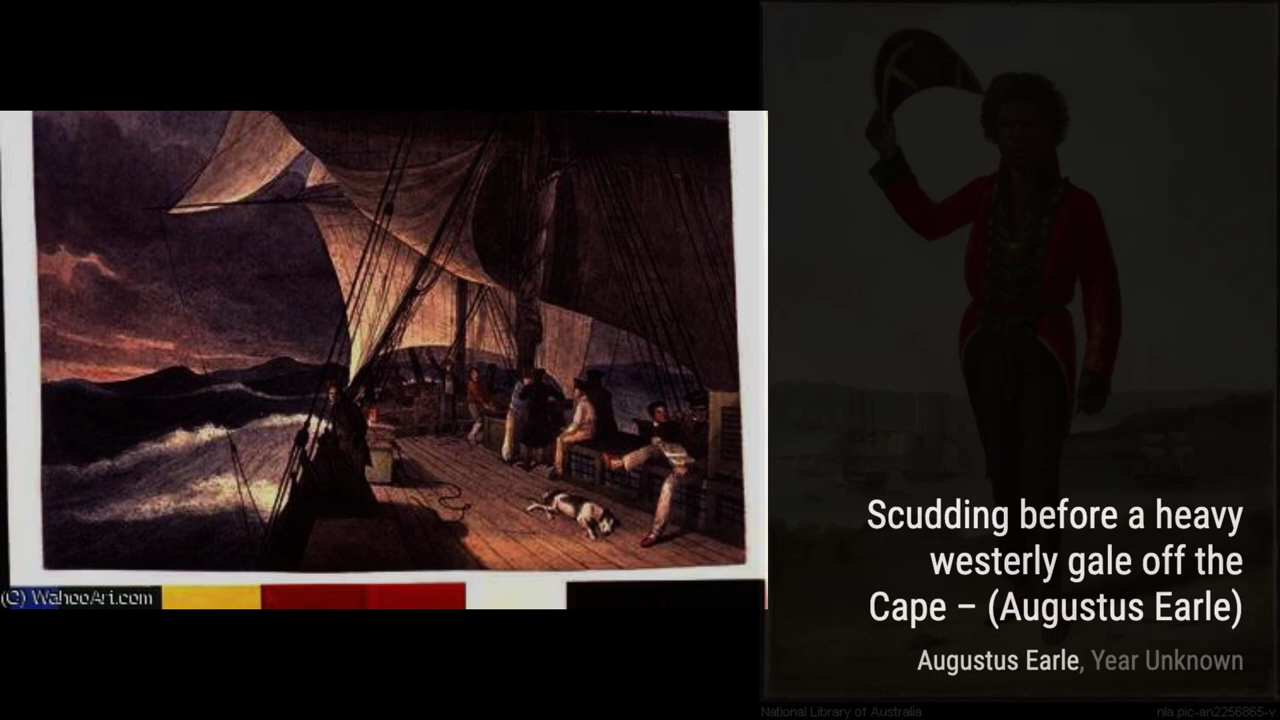 (C) WahooArt.com
Scudding before a heavy
westerly gale off the
Cape – (Augustus Earle)
Augustus Earle, Year Unknown
National Library of Australia
nla.pic-an2256865-v